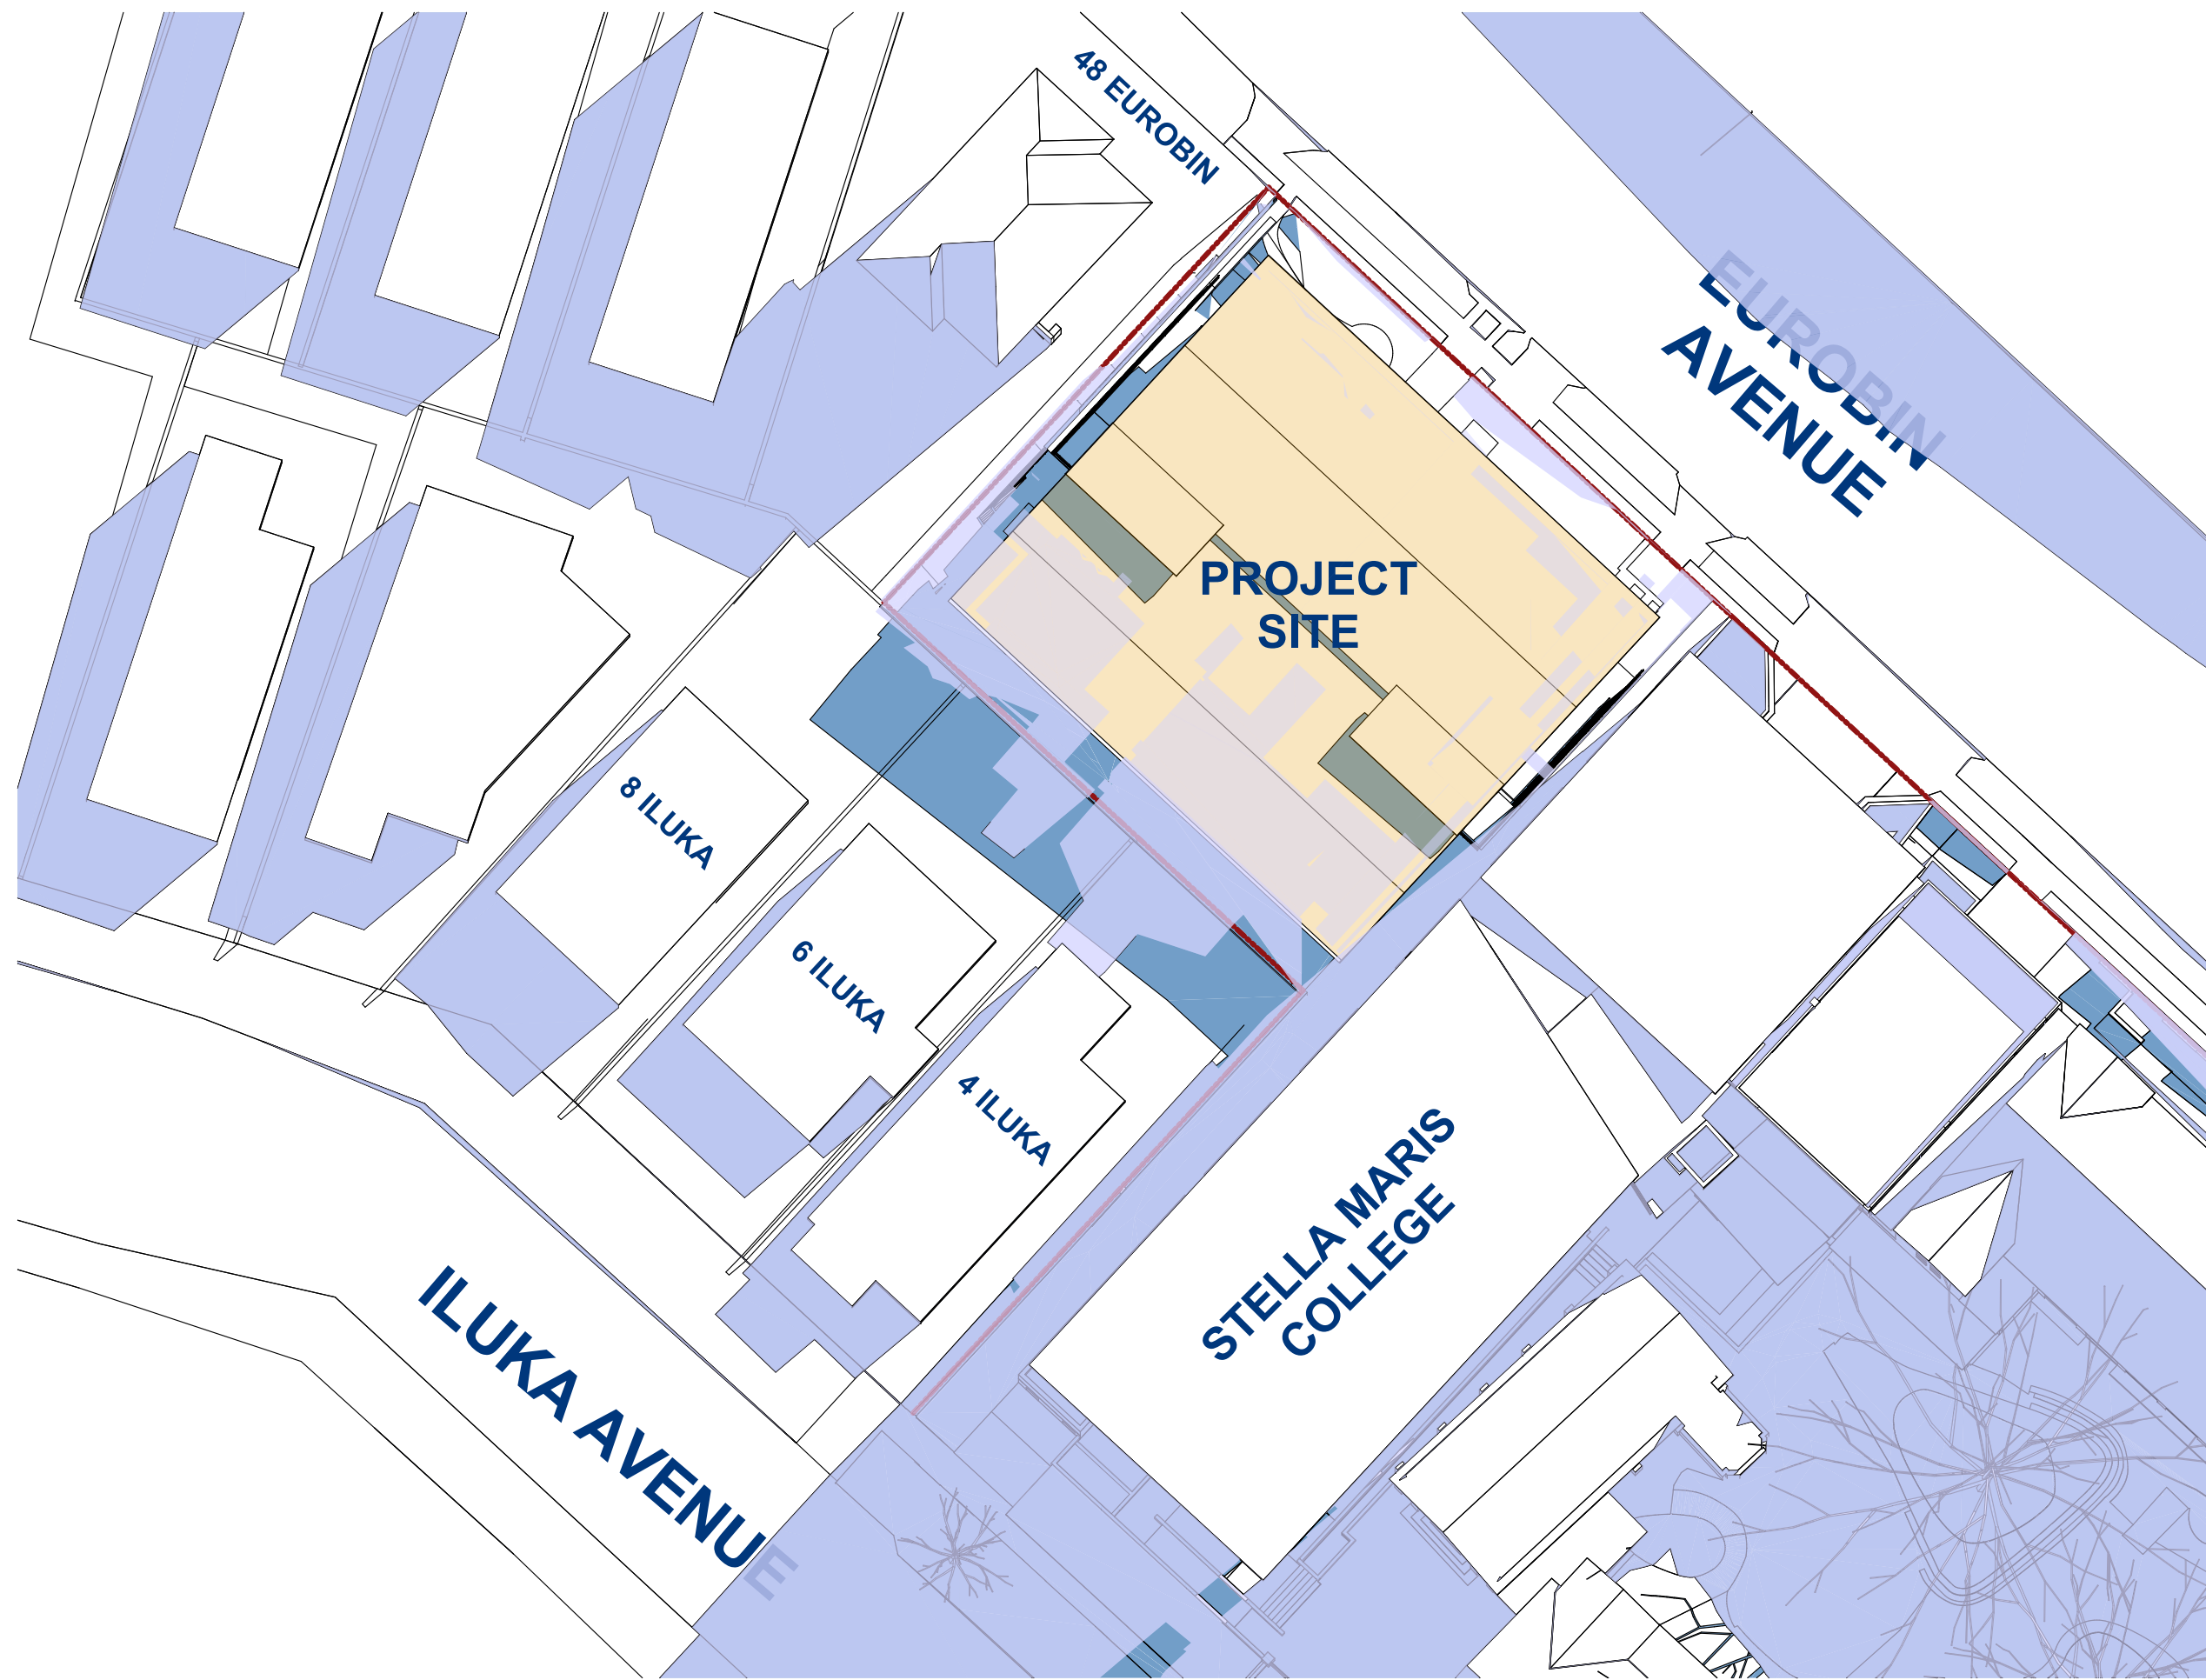 48 EUROBIN
EUROBIN
AVENUE
PROJECT
SITE
8 ILUKA
6 ILUKA
4 ILUKA
STELLA MARIS
COLLEGE
ILUKA AVENUE